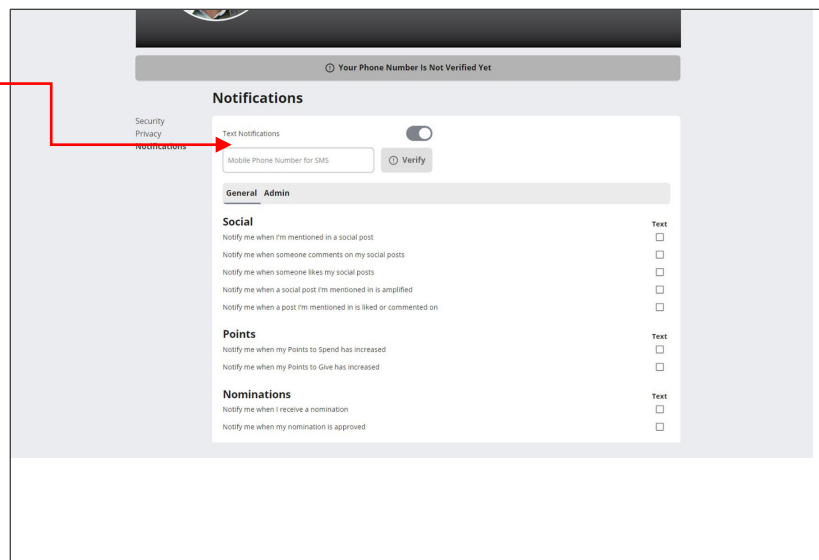 Your Phone Number Is Not Verified Yet
Notifications
Security
Privacy
Notifications
Text Notifications
Mobile Phone Number for SMS
Verify
General Admin
Social Text
Notify me when I'm mentioned in a social post
Notify me when someone comments on my social posts
Notify me when someone likes my social posts
Notify me when a social post I'm mentioned in is amplified
Notify me when a post I'm mentioned in is liked or commented on
Points Text
Notify me when my Points to Spend has increased
Notify me when my Points to Give has increased
Nominations Text
Notify me when I receive a nomination
Notify me when my nomination is approved